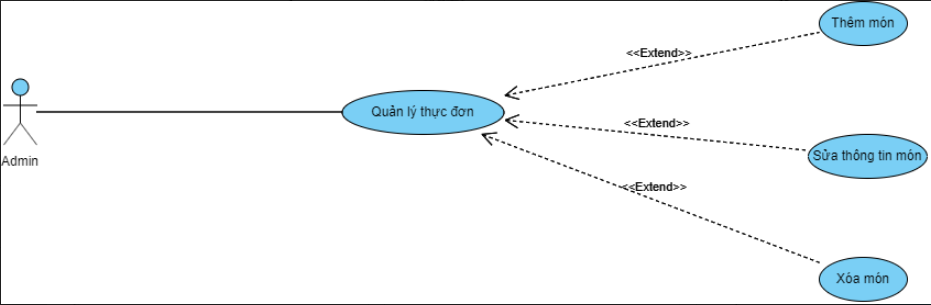 Thêm món
<<Extend>>
Quản lý thực đơn
<<Extend>>
Admin
Sửa thông tin món
<<Extend>>
Xóa món